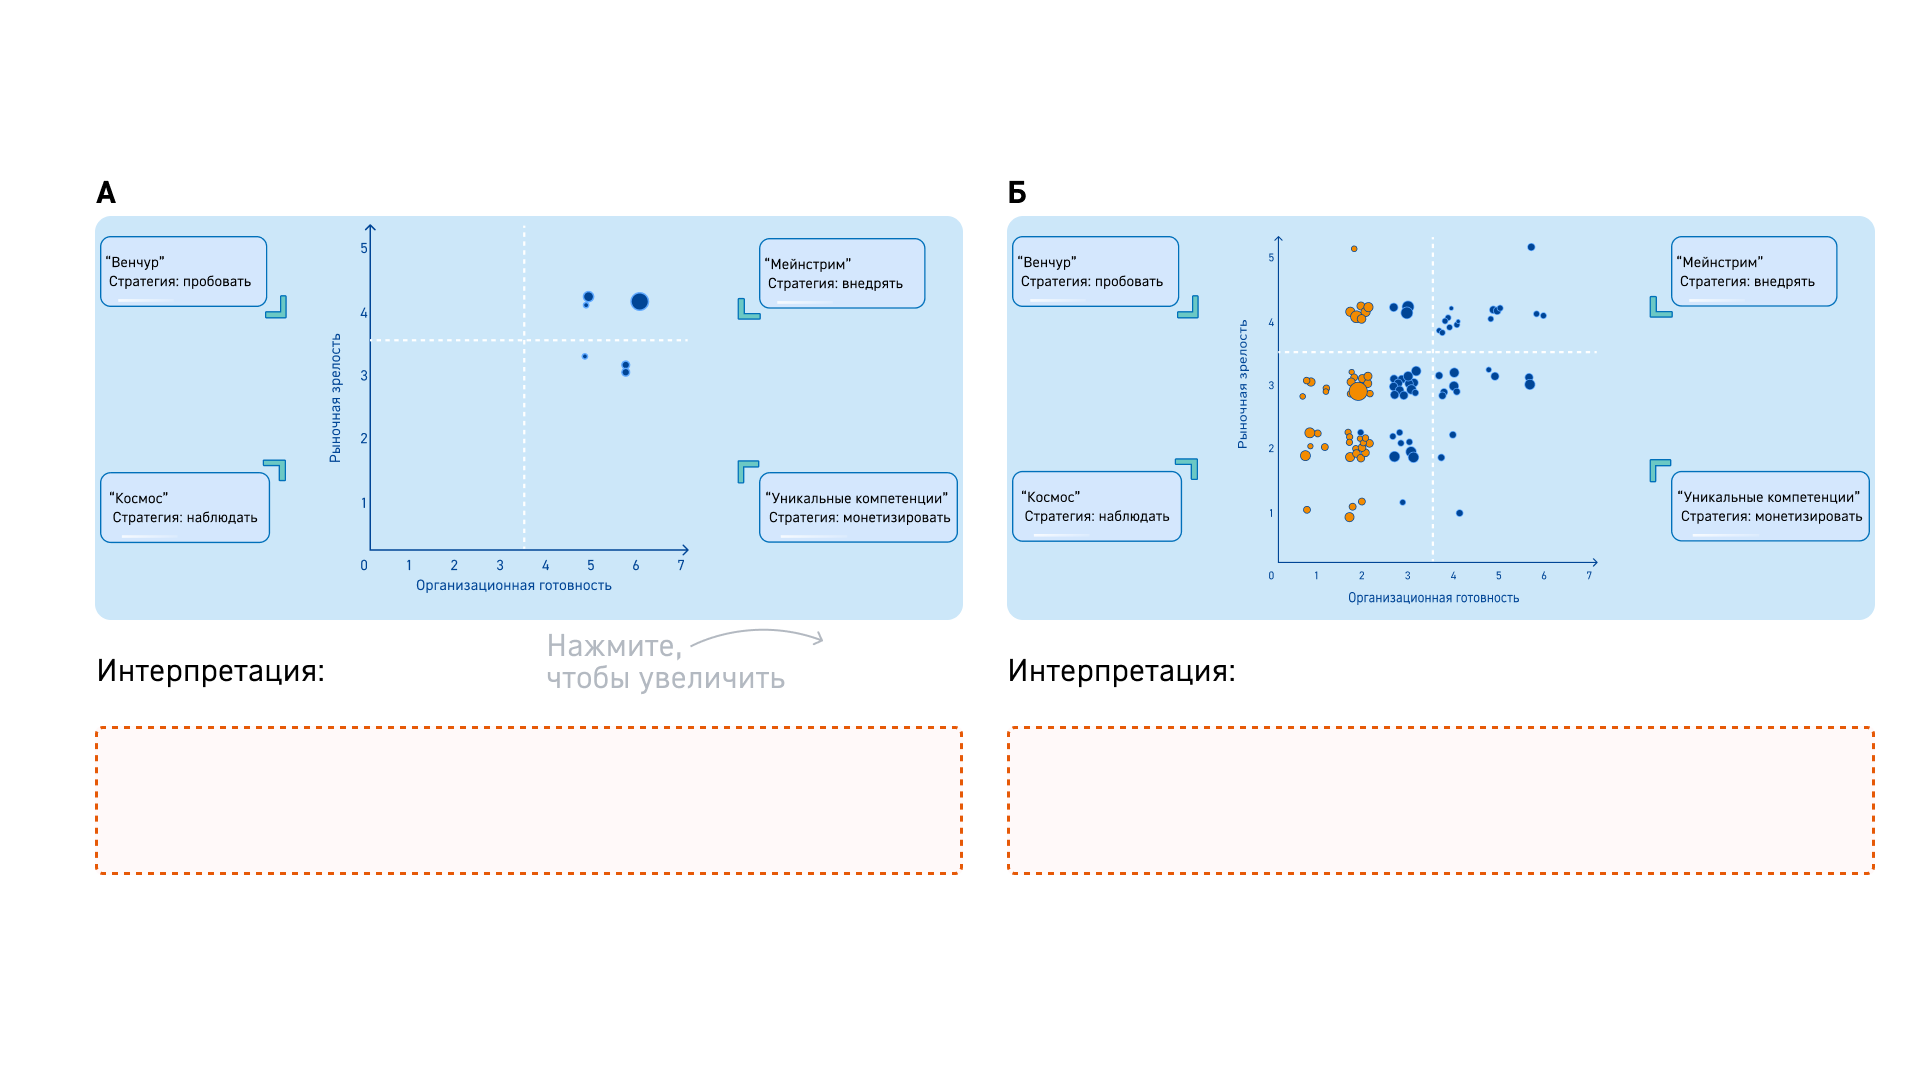 А
“Венчур”
Стратегия: пробовать
“Мейнстрим”
Стратегия: внедрять
“Космос”
Стратегия: наблюдать
“Уникальные компетенции”
Стратегия: монетизировать
Рыночная зрелость
5
4
3
2
1
0 1 2 3 4 5 6 7
Организационная готовность
Нажмите,
чтобы увеличить
Интерпретация:
Б
“Венчур”
Стратегия: пробовать
“Мейнстрим”
Стратегия: внедрять
“Космос”
Стратегия: наблюдать
“Уникальные компетенции”
Стратегия: монетизировать
Рыночная зрелость
5
4
3
2
1
0 1 2 3 4 5 6 7
Организационная готовность
Интерпретация: